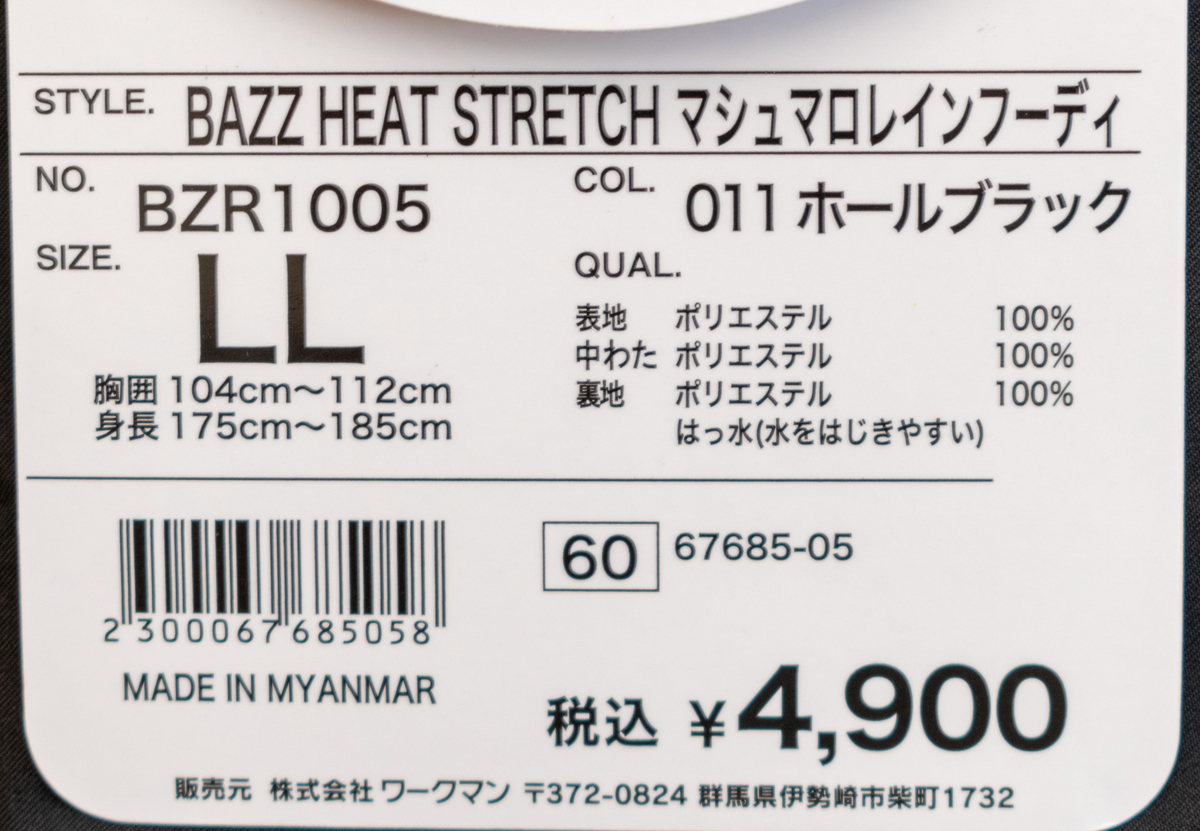 STYLE. BAZZ HEAT STRETCH マシュマロレインフーディ
NO. BZR1005 COL. 011 ホールブラック
SIZE. LL
胸囲 104cm〜112cm
身長 175cm〜185cm
QUAL.
表地 ポリエステル 100%
中わた ポリエステル 100%
裏地 ポリエステル 100%
はっ水(水をはじきやすい)
2 300067 685058
MADE IN MYANMAR
60 67685-05
税込 ¥4,900
販売元 株式会社 ワークマン 〒372-0824 群馬県伊勢崎市柴町1732